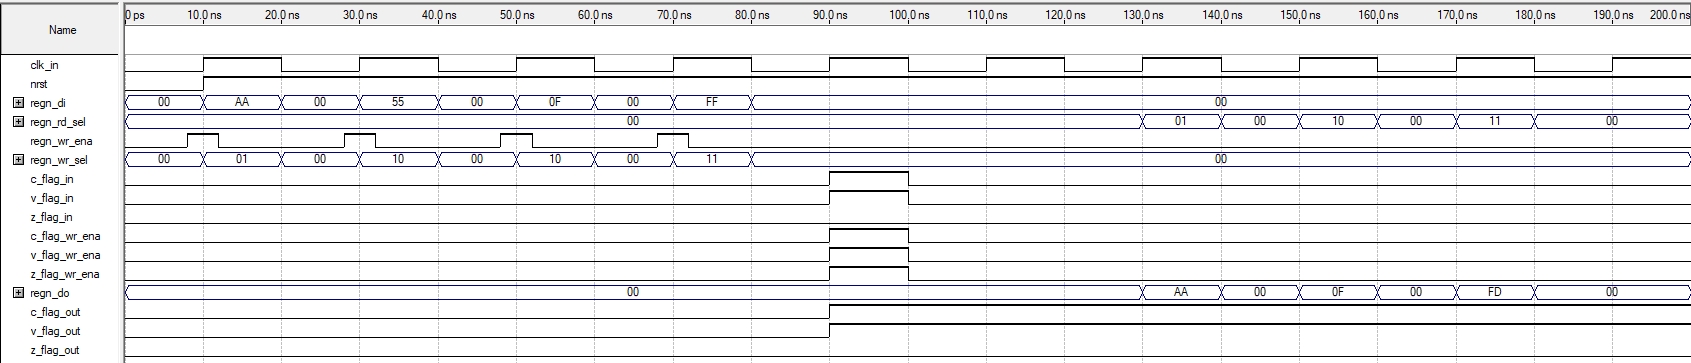 Name 0 ps 10.0 ns 20.0 ns 30.0 ns 40.0 ns 50.0 ns 60.0 ns 70.0 ns 80.0 ns 90.0 ns 100.0 ns 110.0 ns 120.0 ns 130.0 ns 140.0 ns 150.0 ns 160.0 ns 170.0 ns 180.0 ns 190.0 ns 200.0 ns
clk_in
nrst
regn_di 00 AA 00 55 00 0F 00 FF 00
regn_rd_sel 00 01 00 10 00 11 00
regn_wr_ena
regn_wr_sel 00 01 00 10 00 10 00 11 00
c_flag_in
v_flag_in
z_flag_in
c_flag_wr_ena
v_flag_wr_ena
z_flag_wr_ena
regn_do 00 AA 00 0F 00 FD 00
c_flag_out
v_flag_out
z_flag_out